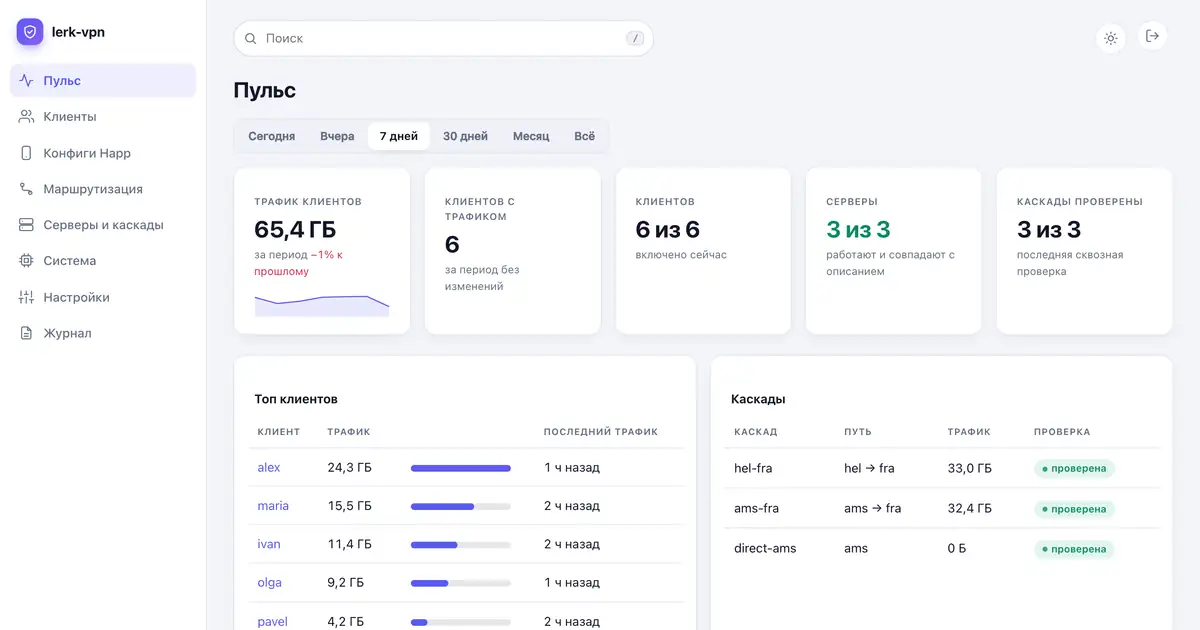 lerk-vpn
Поиск
/
Пульс
Клиенты
Конфиги Happ
Маршрутизация
Серверы и каскады
Система
Настройки
Журнал
Пульс
Сегодня Вчера 7 дней 30 дней Месяц Всё
ТРАФИК КЛИЕНТОВ
65,4 ГБ
за период −1% к
прошлому
КЛИЕНТОВ С
ТРАФИКОМ
6
за период без
изменений
КЛИЕНТОВ
6 из 6
включено сейчас
СЕРВЕРЫ
3 из 3
работают и совпадают с
описанием
КАСКАДЫ ПРОВЕРЕНЫ
3 из 3
последняя сквозная
проверка
Топ клиентов
КЛИЕНТ ТРАФИК ПОСЛЕДНИЙ ТРАФИК
alex 24,3 ГБ 1 ч назад
maria 15,5 ГБ 2 ч назад
ivan 11,4 ГБ 2 ч назад
olga 9,2 ГБ 1 ч назад
pavel 4,2 ГБ 2 ч назад
Каскады
КАСКАД ПУТЬ ТРАФИК ПРОВЕРКА
hel-fra hel → fra 33,0 ГБ проверена
ams-fra ams → fra 32,4 ГБ проверена
direct-ams ams 0 Б проверена